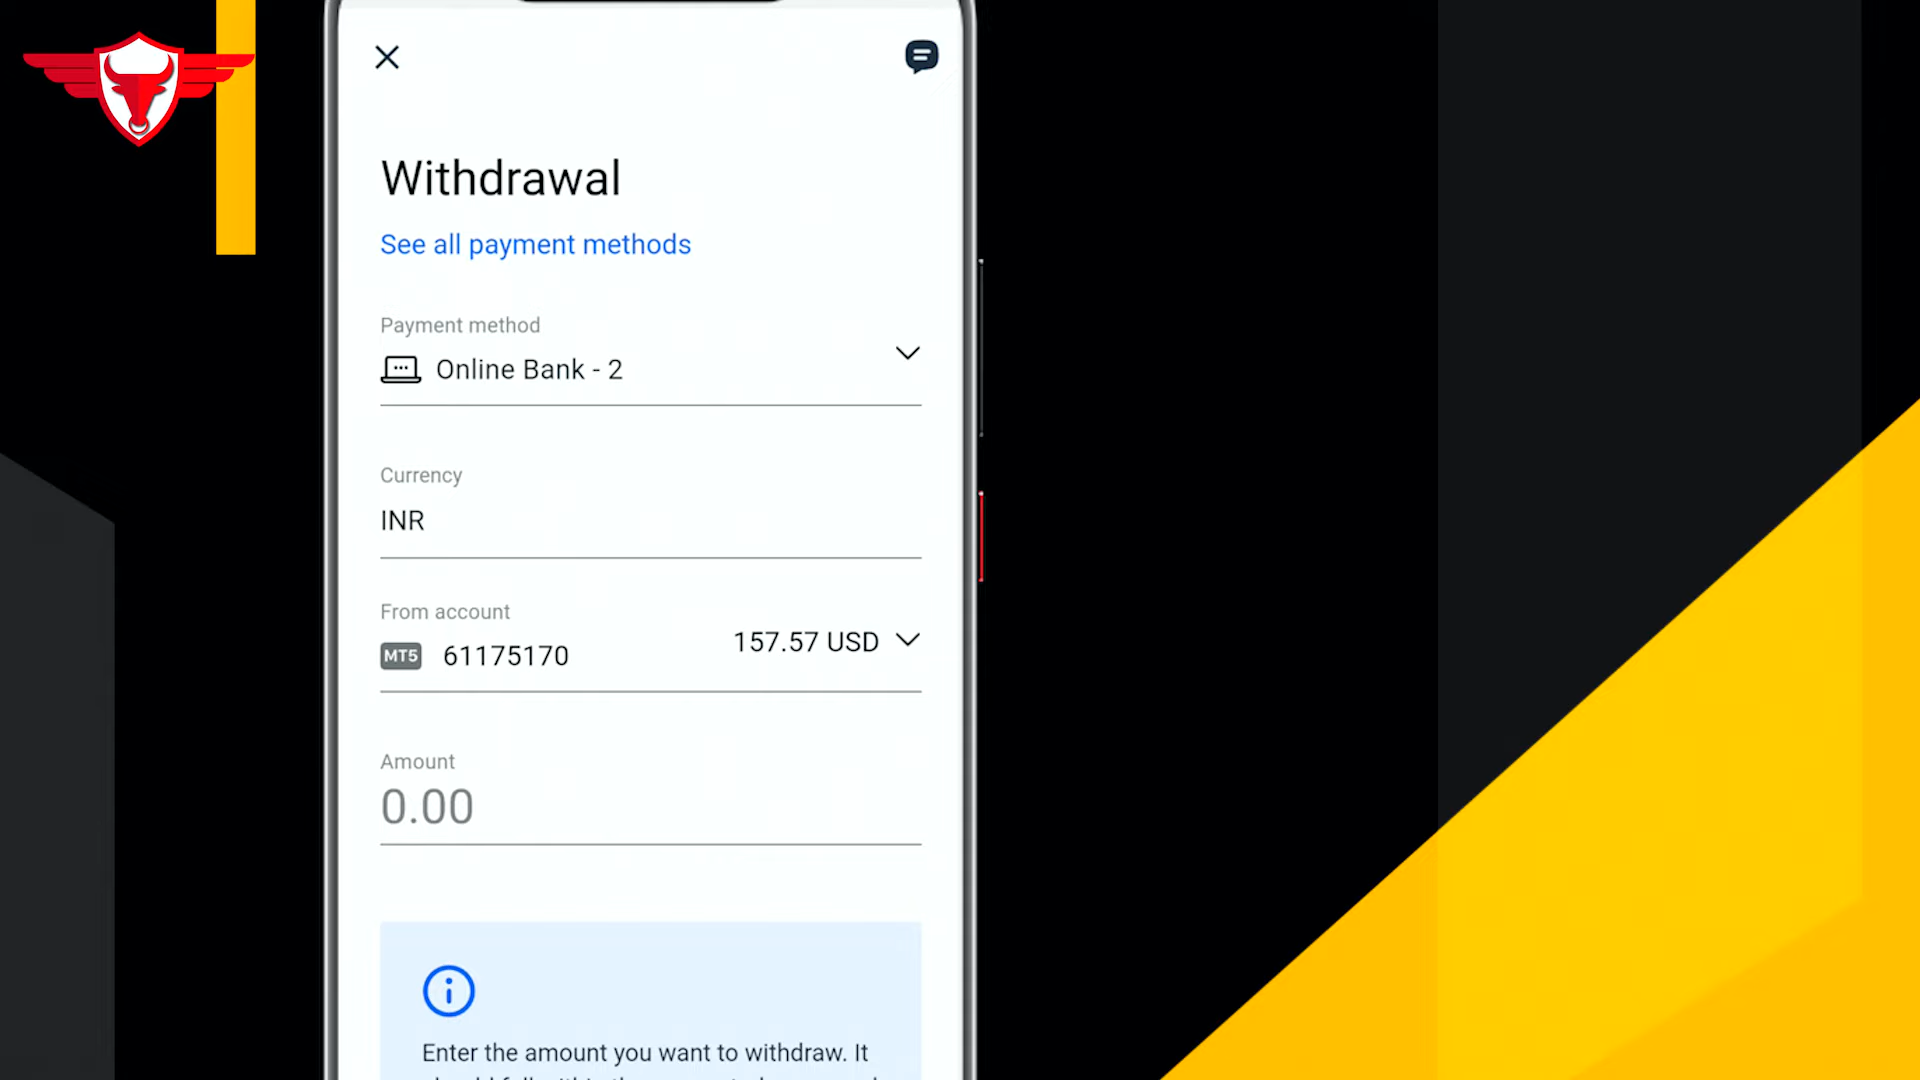 Withdrawal
See all payment methods
Payment method
Online Bank - 2
Currency
INR
From account
MT5 61175170 157.57 USD
Amount
0.00
Enter the amount you want to withdraw. It